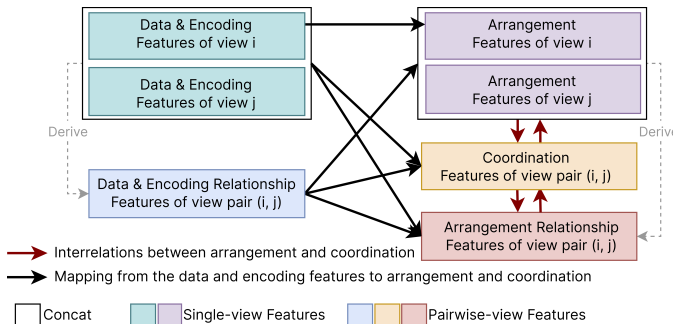 Data & Encoding
Features of view i
Data & Encoding
Features of view j
Arrangement
Features of view i
Arrangement
Features of view j
Derive
Derive
Coordination
Features of view pair (i, j)
Data & Encoding Relationship
Features of view pair (i, j)
Arrangement Relationship
Features of view pair (i, j)
Interrelations between arrangement and coordination
Mapping from the data and encoding features to arrangement and coordination
Concat
Single-view Features
Pairwise-view Features